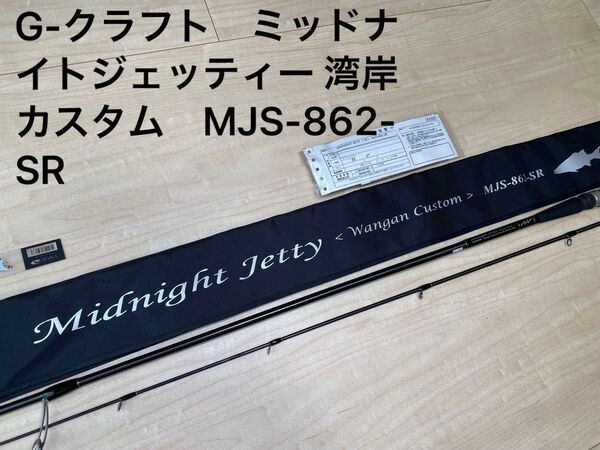 G-クラフト　ミッドナ
イトジェッティー 湾岸
カスタム　MJS-862-
SR
Midnight Jetty < Wangan Custom > MJS-862-SR